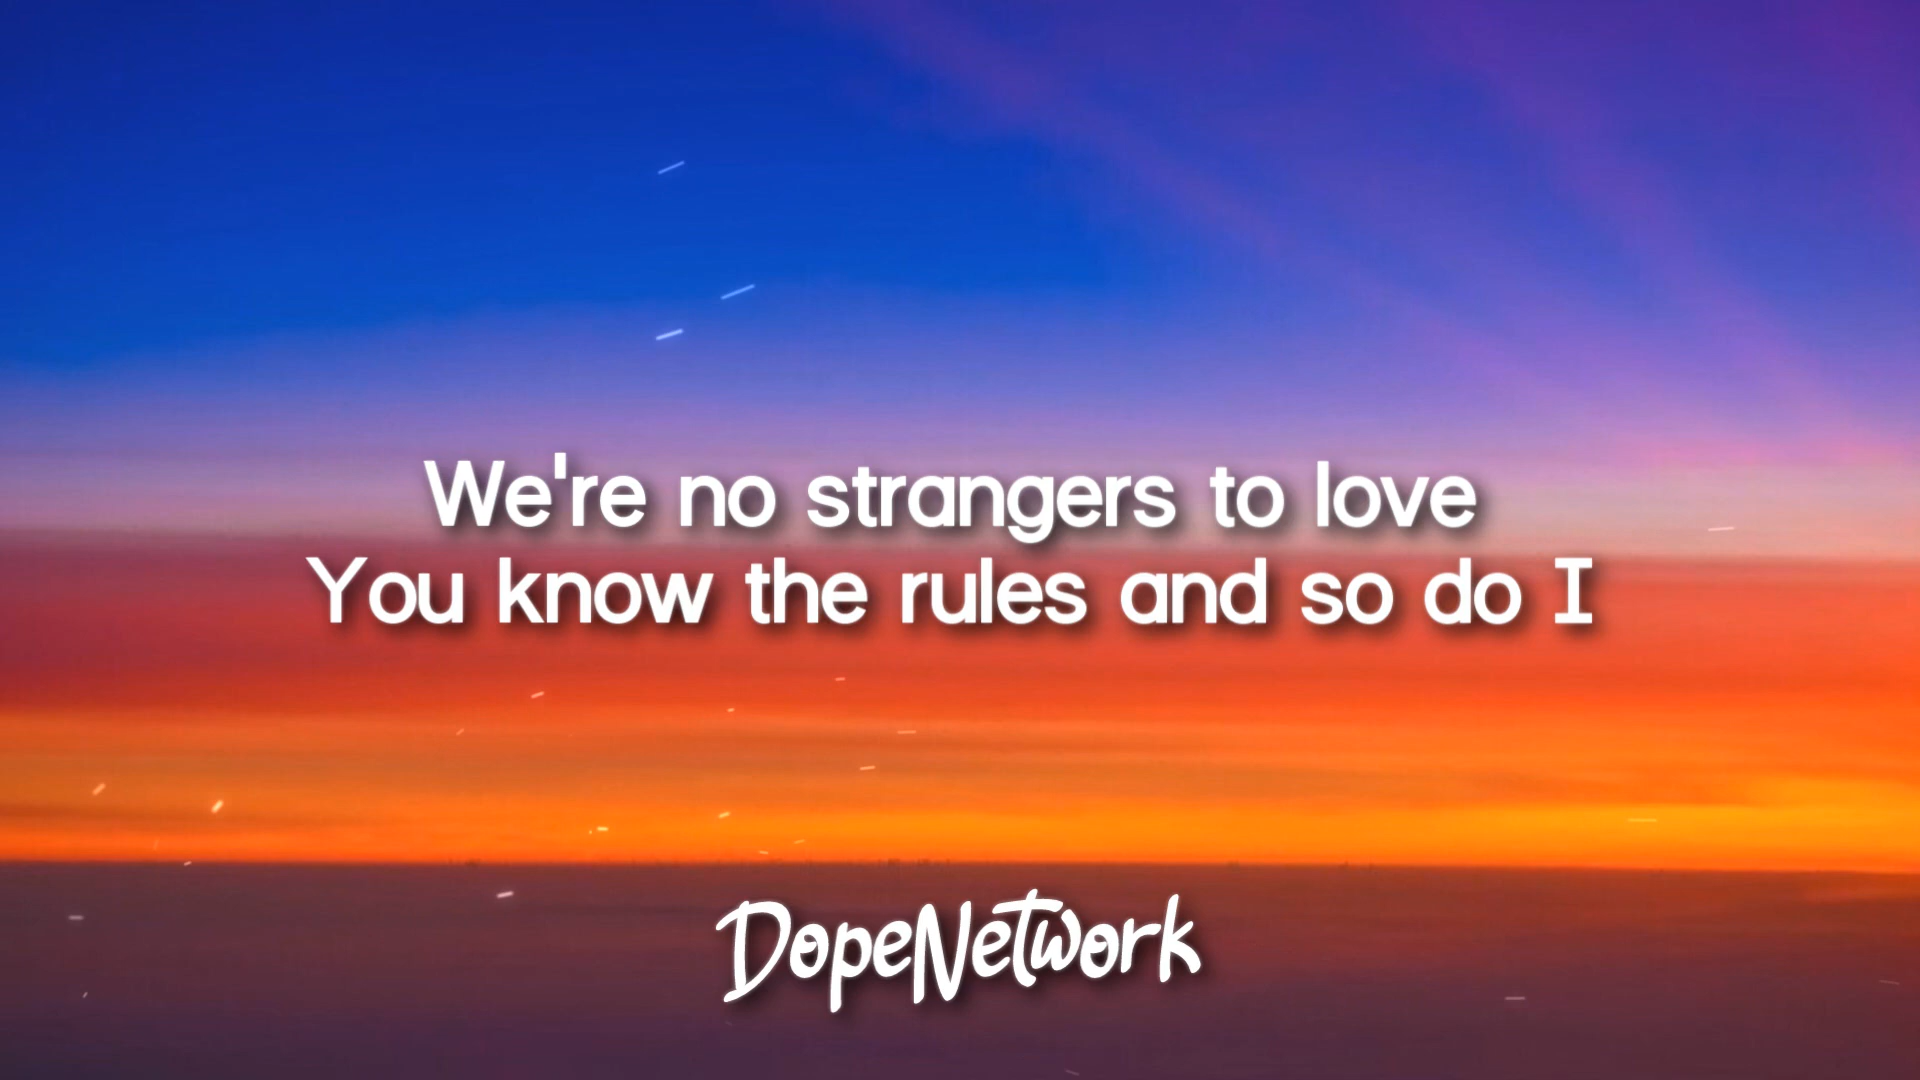 We're no strangers to love
You know the rules and so do I
DopeNetwork